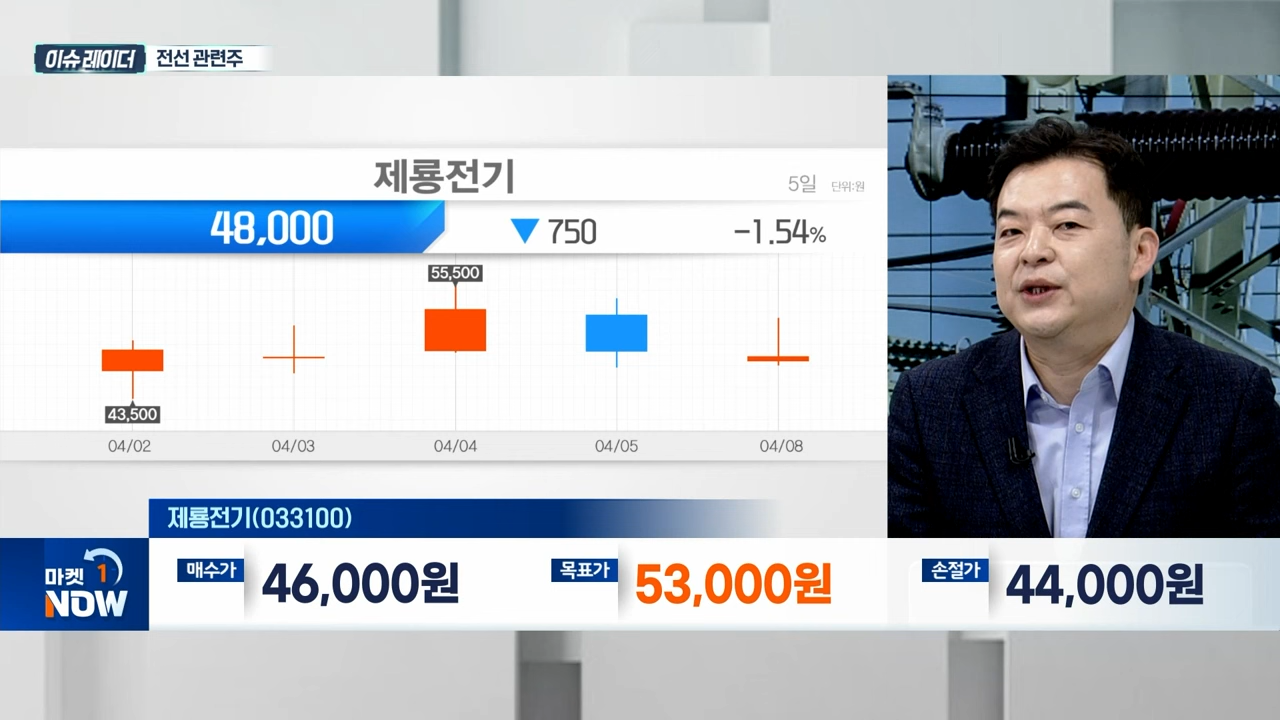 이슈 레이더 전선 관련주
제룡전기
5일 단위:원
48,000 ▼ 750 -1.54%
55,500
43,500
04/02 04/03 04/04 04/05 04/08
제룡전기(033100)
마켓 1
NOW
매수가 46,000원 목표가 53,000원 손절가 44,000원